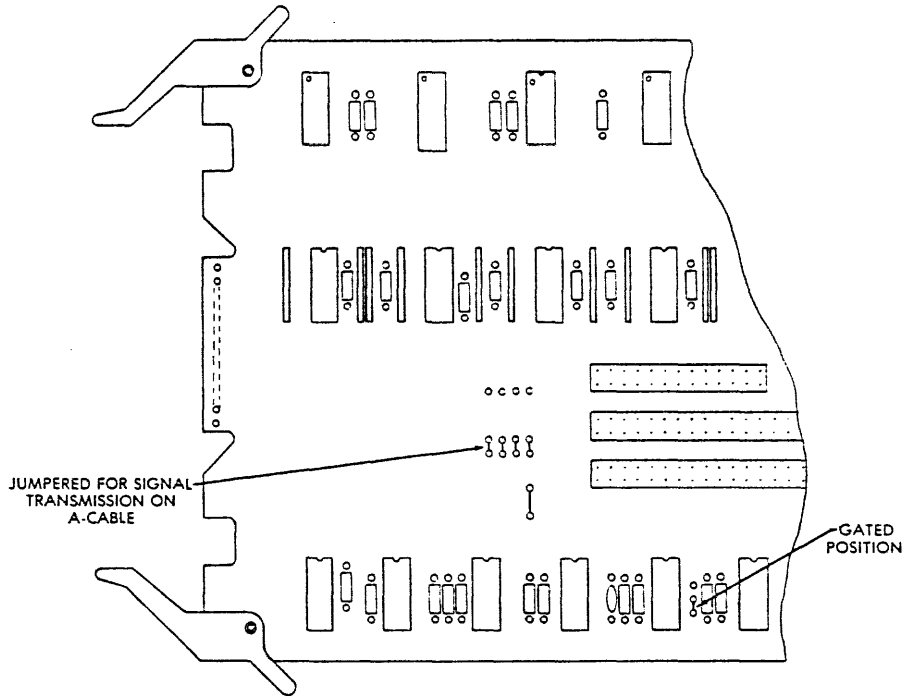 JUMPERED FOR SIGNAL
TRANSMISSION ON
A-CABLE
GATED
POSITION